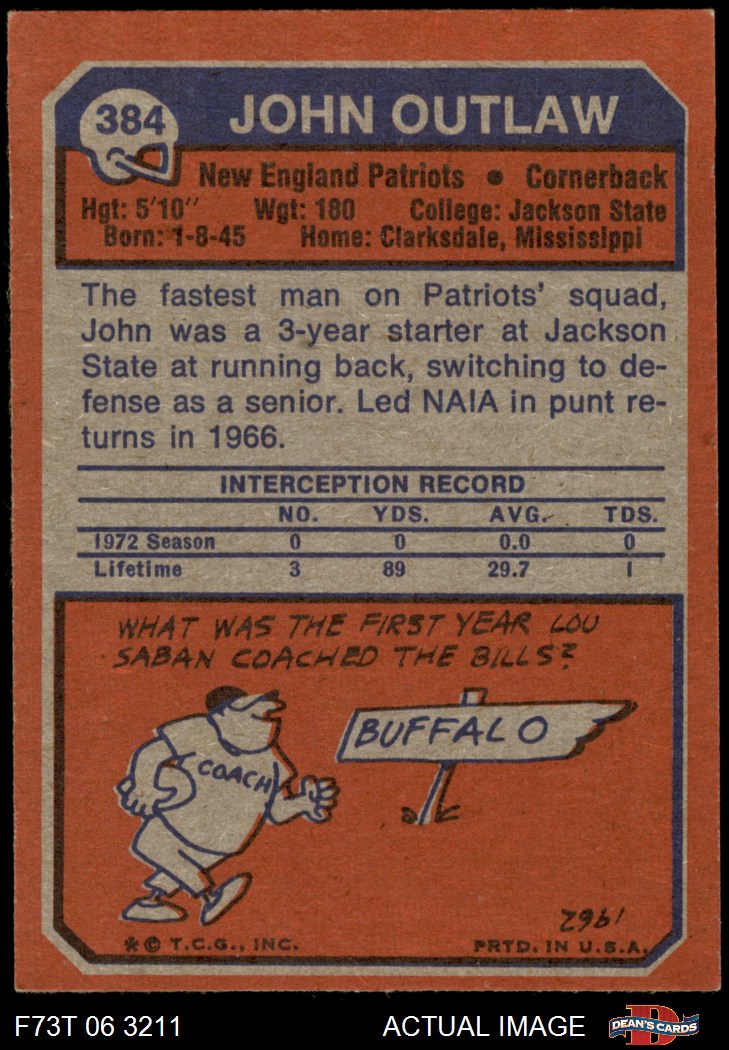 384
JOHN OUTLAW
New England Patriots • Cornerback
Hgt: 5'10" Wgt: 180 College: Jackson State
Born: 1-8-45 Home: Clarksdale, Mississippi
The fastest man on Patriots' squad,
John was a 3-year starter at Jackson
State at running back, switching to de-
fense as a senior. Led NAIA in punt re-
turns in 1966.
INTERCEPTION RECORD
NO. YDS. AVG. TDS.
1972 Season 0 0 0.0 0
Lifetime 3 89 29.7 1
WHAT WAS THE FIRST YEAR LOU
SABAN COACHED THE BILLS?
COACH
BUFFALO
1962
*© T.C.G., INC. PRTD. IN U.S.A.
F73T 06 3211 ACTUAL IMAGE
DEAN'S CARDS